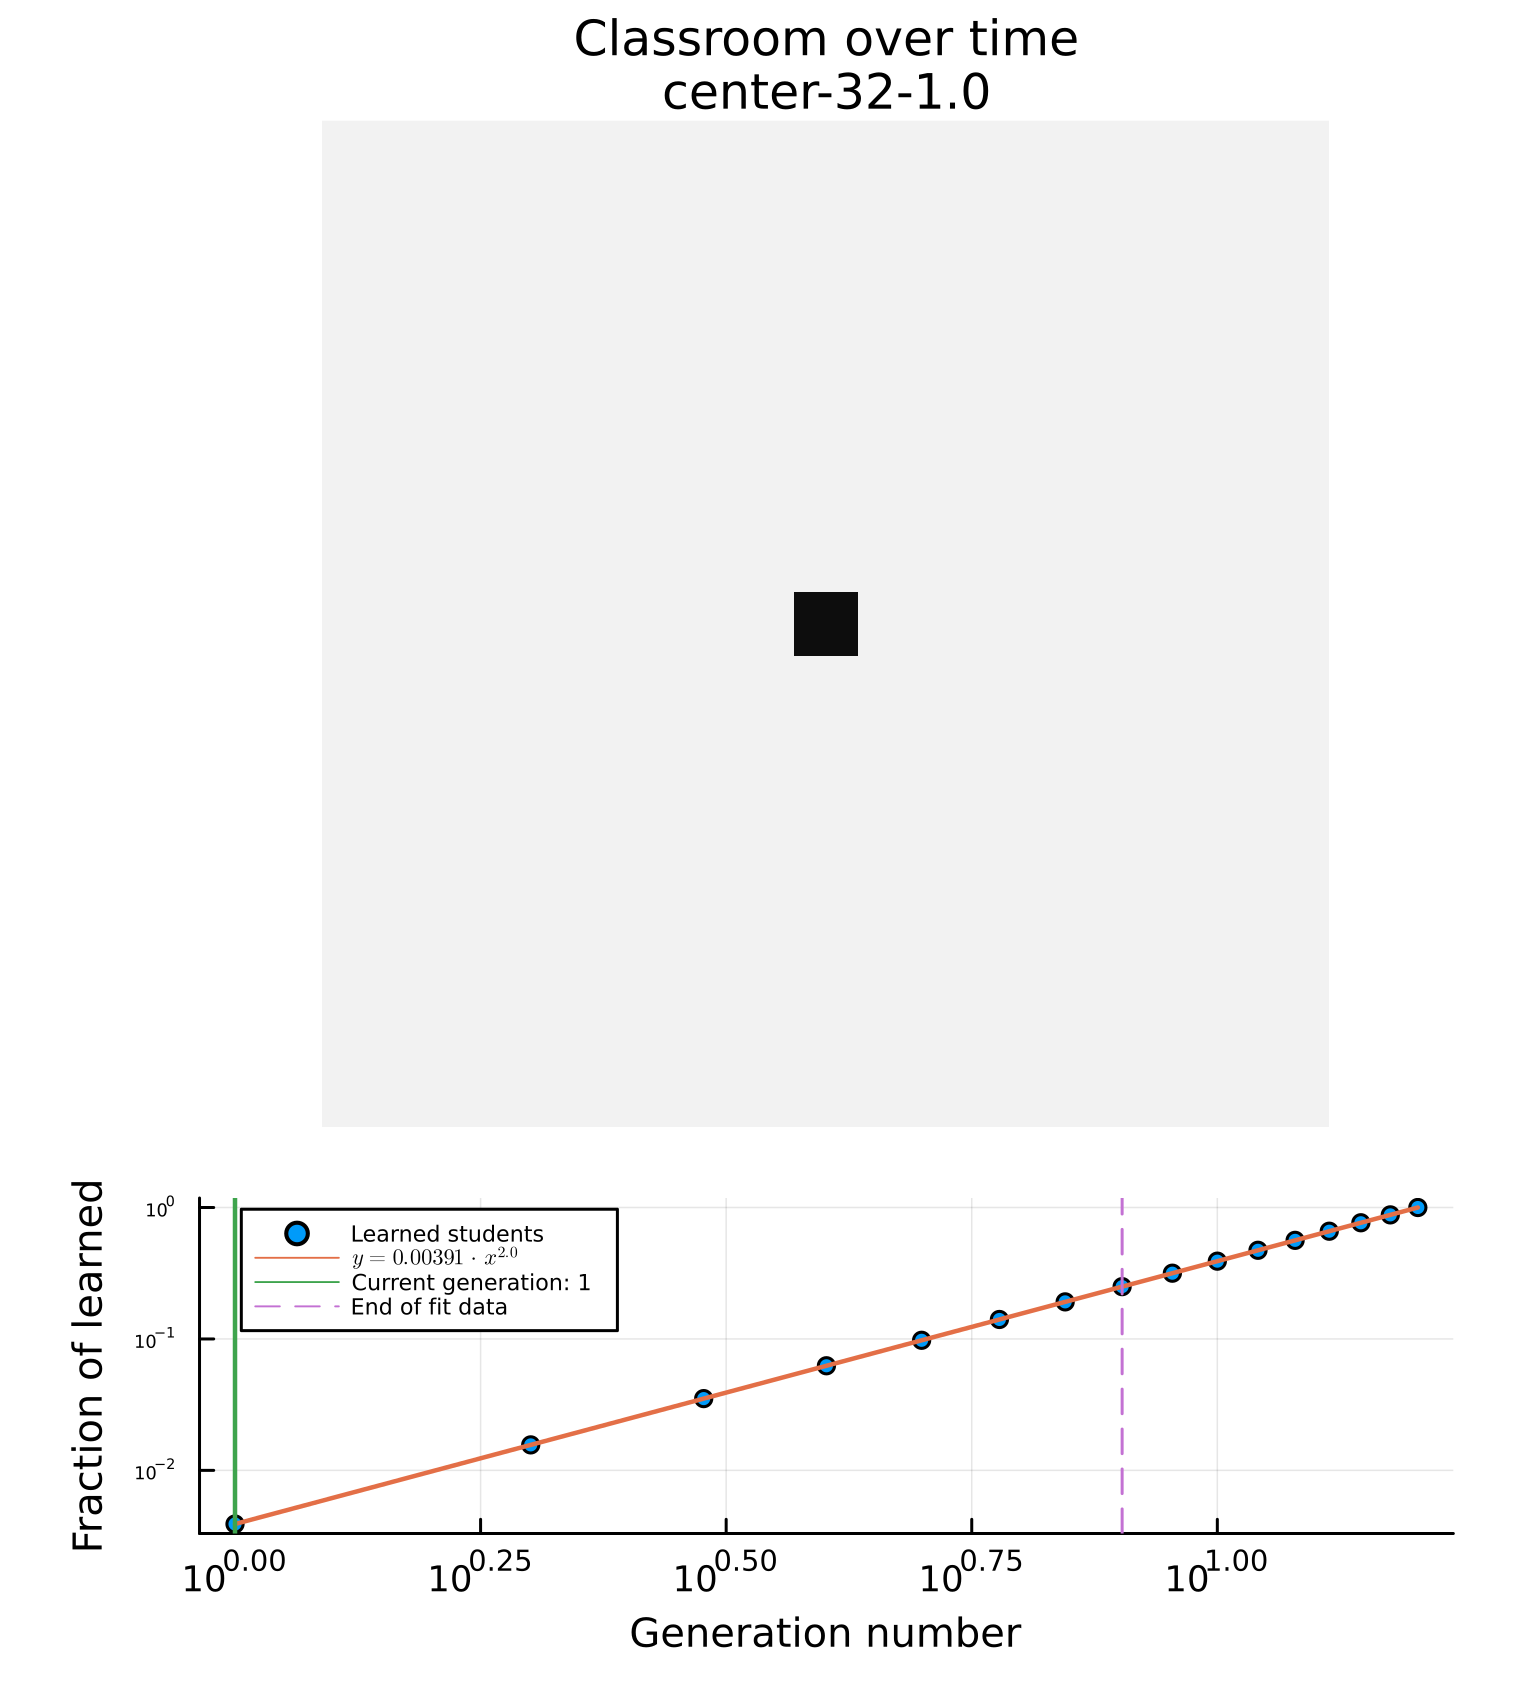 Classroom over time
center-32-1.0
Fraction of learned
10⁰
10⁻¹
10⁻²
Learned students
y = 0.00391 · x^2.0
Current generation: 1
End of fit data
10^0.00 10^0.25 10^0.50 10^0.75 10^1.00
Generation number